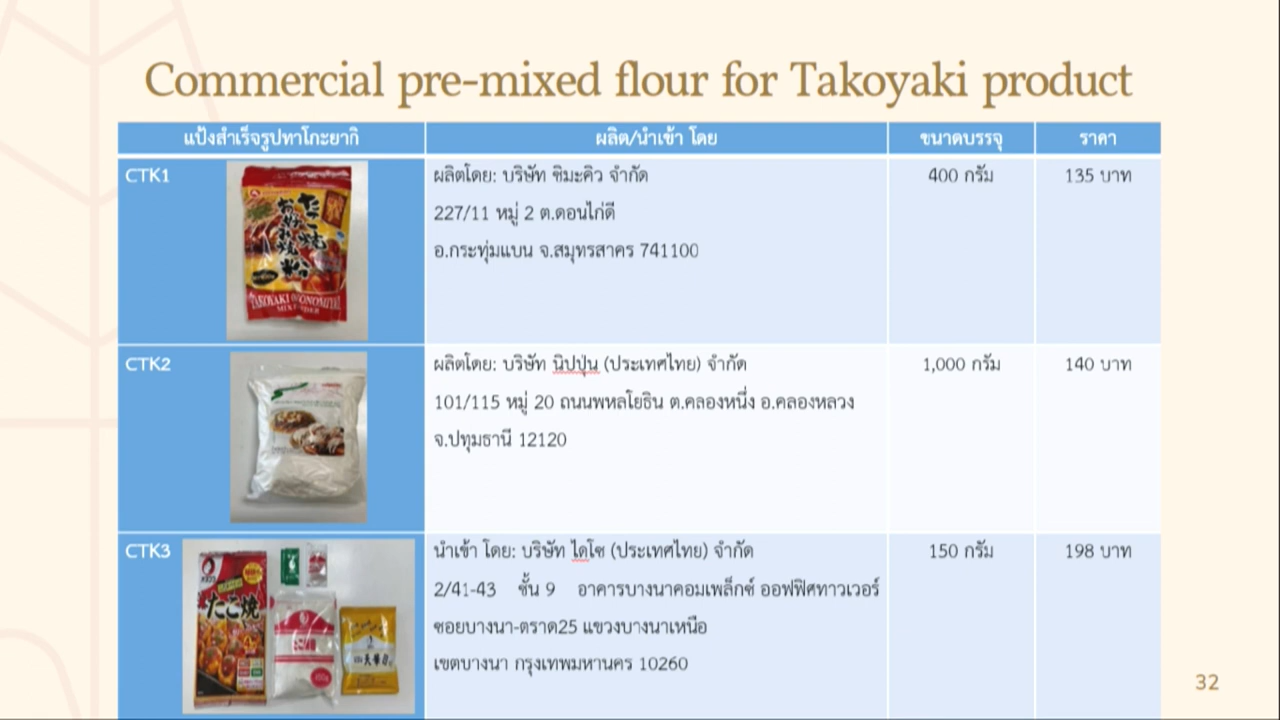 Commercial pre-mixed flour for Takoyaki product
แป้งสำเร็จรูปทาโกะยากิ ผลิต/นำเข้า โดย ขนาดบรรจุ ราคา
CTK1 ผลิตโดย: บริษัท ชิมะคิว จำกัด 400 กรัม 135 บาท
227/11 หมู่ 2 ต.ดอนไก่ดี
อ.กระทุ่มแบน จ.สมุทรสาคร 741100
たこ焼
お好み焼
粉
TAKOYAKI OKONOMIYAKI
CTK2 ผลิตโดย: บริษัท นิปปุ่น (ประเทศไทย) จำกัด 1,000 กรัม 140 บาท
101/115 หมู่ 20 ถนนพหลโยธิน ต.คลองหนึ่ง อ.คลองหลวง
จ.ปทุมธานี 12120
CTK3 นำเข้า โดย: บริษัท ไดโซ (ประเทศไทย) จำกัด 150 กรัม 198 บาท
2/41-43 ชั้น 9 อาคารบางนาคอมเพล็กซ์ ออฟฟิศทาวเวอร์
ซอยบางนา-ตราด25 แขวงบางนาเหนือ
เขตบางนา กรุงเทพมหานคร 10260
たこ焼
32